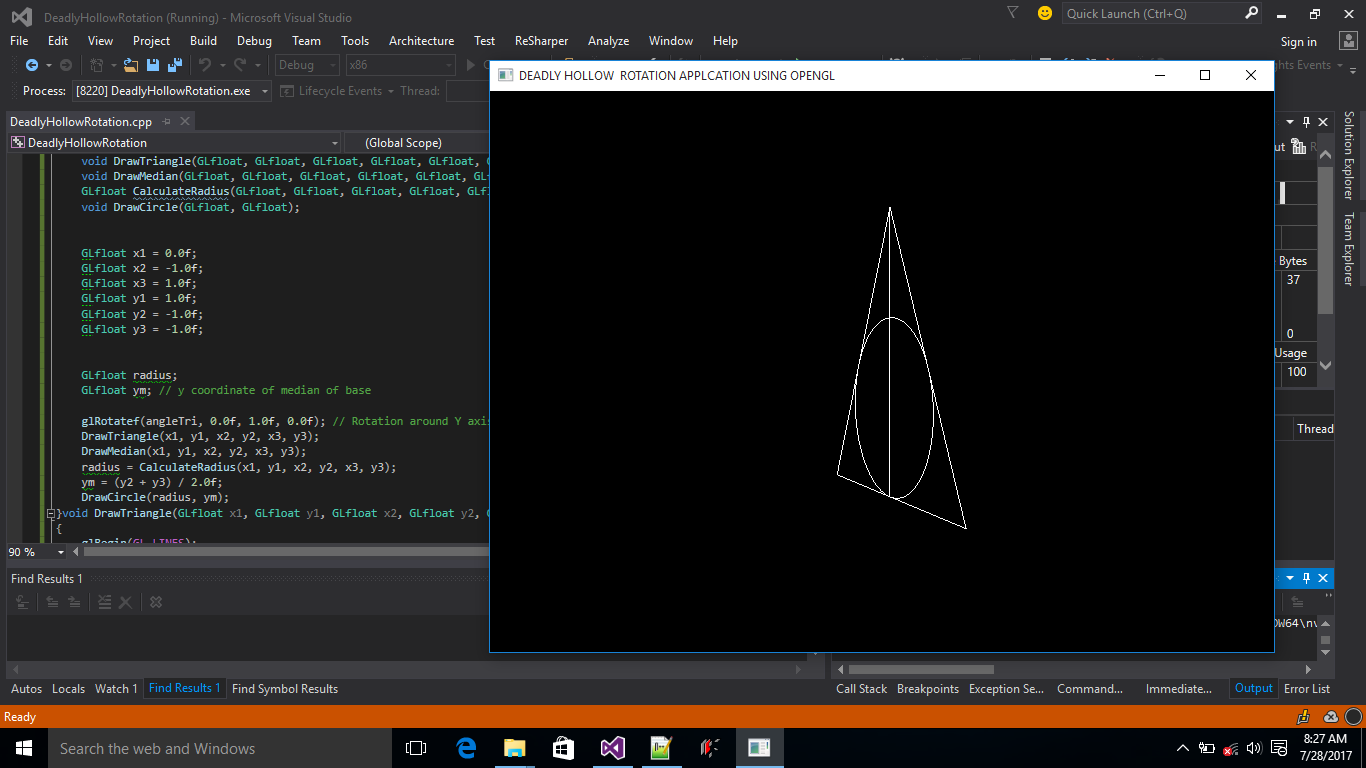 DeadlyHollowRotation (Running) - Microsoft Visual Studio
Quick Launch (Ctrl+Q)
File Edit View Project Build Debug Team Tools Architecture Test ReSharper Analyze Window Help
Sign in
Debug x86
Process: [8220] DeadlyHollowRotation.exe Lifecycle Events Thread:
Events
DEADLY HOLLOW ROTATION APPLCATION USING OPENGL
DeadlyHollowRotation.cpp
DeadlyHollowRotation (Global Scope)
void DrawTriangle(GLfloat, GLfloat, GLfloat, GLfloat, GLfloat,
void DrawMedian(GLfloat, GLfloat, GLfloat, GLfloat, GLfloat,
GLfloat CalculateRadius(GLfloat, GLfloat, GLfloat, GLfloat,
void DrawCircle(GLfloat, GLfloat);
GLfloat x1 = 0.0f;
GLfloat x2 = -1.0f;
GLfloat x3 = 1.0f;
GLfloat y1 = 1.0f;
GLfloat y2 = -1.0f;
GLfloat y3 = -1.0f;
GLfloat radius;
GLfloat ym; // y coordinate of median of base
glRotatef(angleTri, 0.0f, 1.0f, 0.0f); // Rotation around Y axis
DrawTriangle(x1, y1, x2, y2, x3, y3);
DrawMedian(x1, y1, x2, y2, x3, y3);
radius = CalculateRadius(x1, y1, x2, y2, x3, y3);
ym = (y2 + y3) / 2.0f;
DrawCircle(radius, ym);
}void DrawTriangle(GLfloat x1, GLfloat y1, GLfloat x2, GLfloat y2,
{
glBegin(GL_LINES);
90 %
Find Results 1
Solution Explorer
Team Explorer
Bytes
37
0
Usage
100
Thread
OW64\n
Autos Locals Watch 1 Find Results 1 Find Symbol Results
Call Stack Breakpoints Exception Se... Command... Immediate... Output Error List
Ready
Search the web and Windows
8:27 AM
7/28/2017